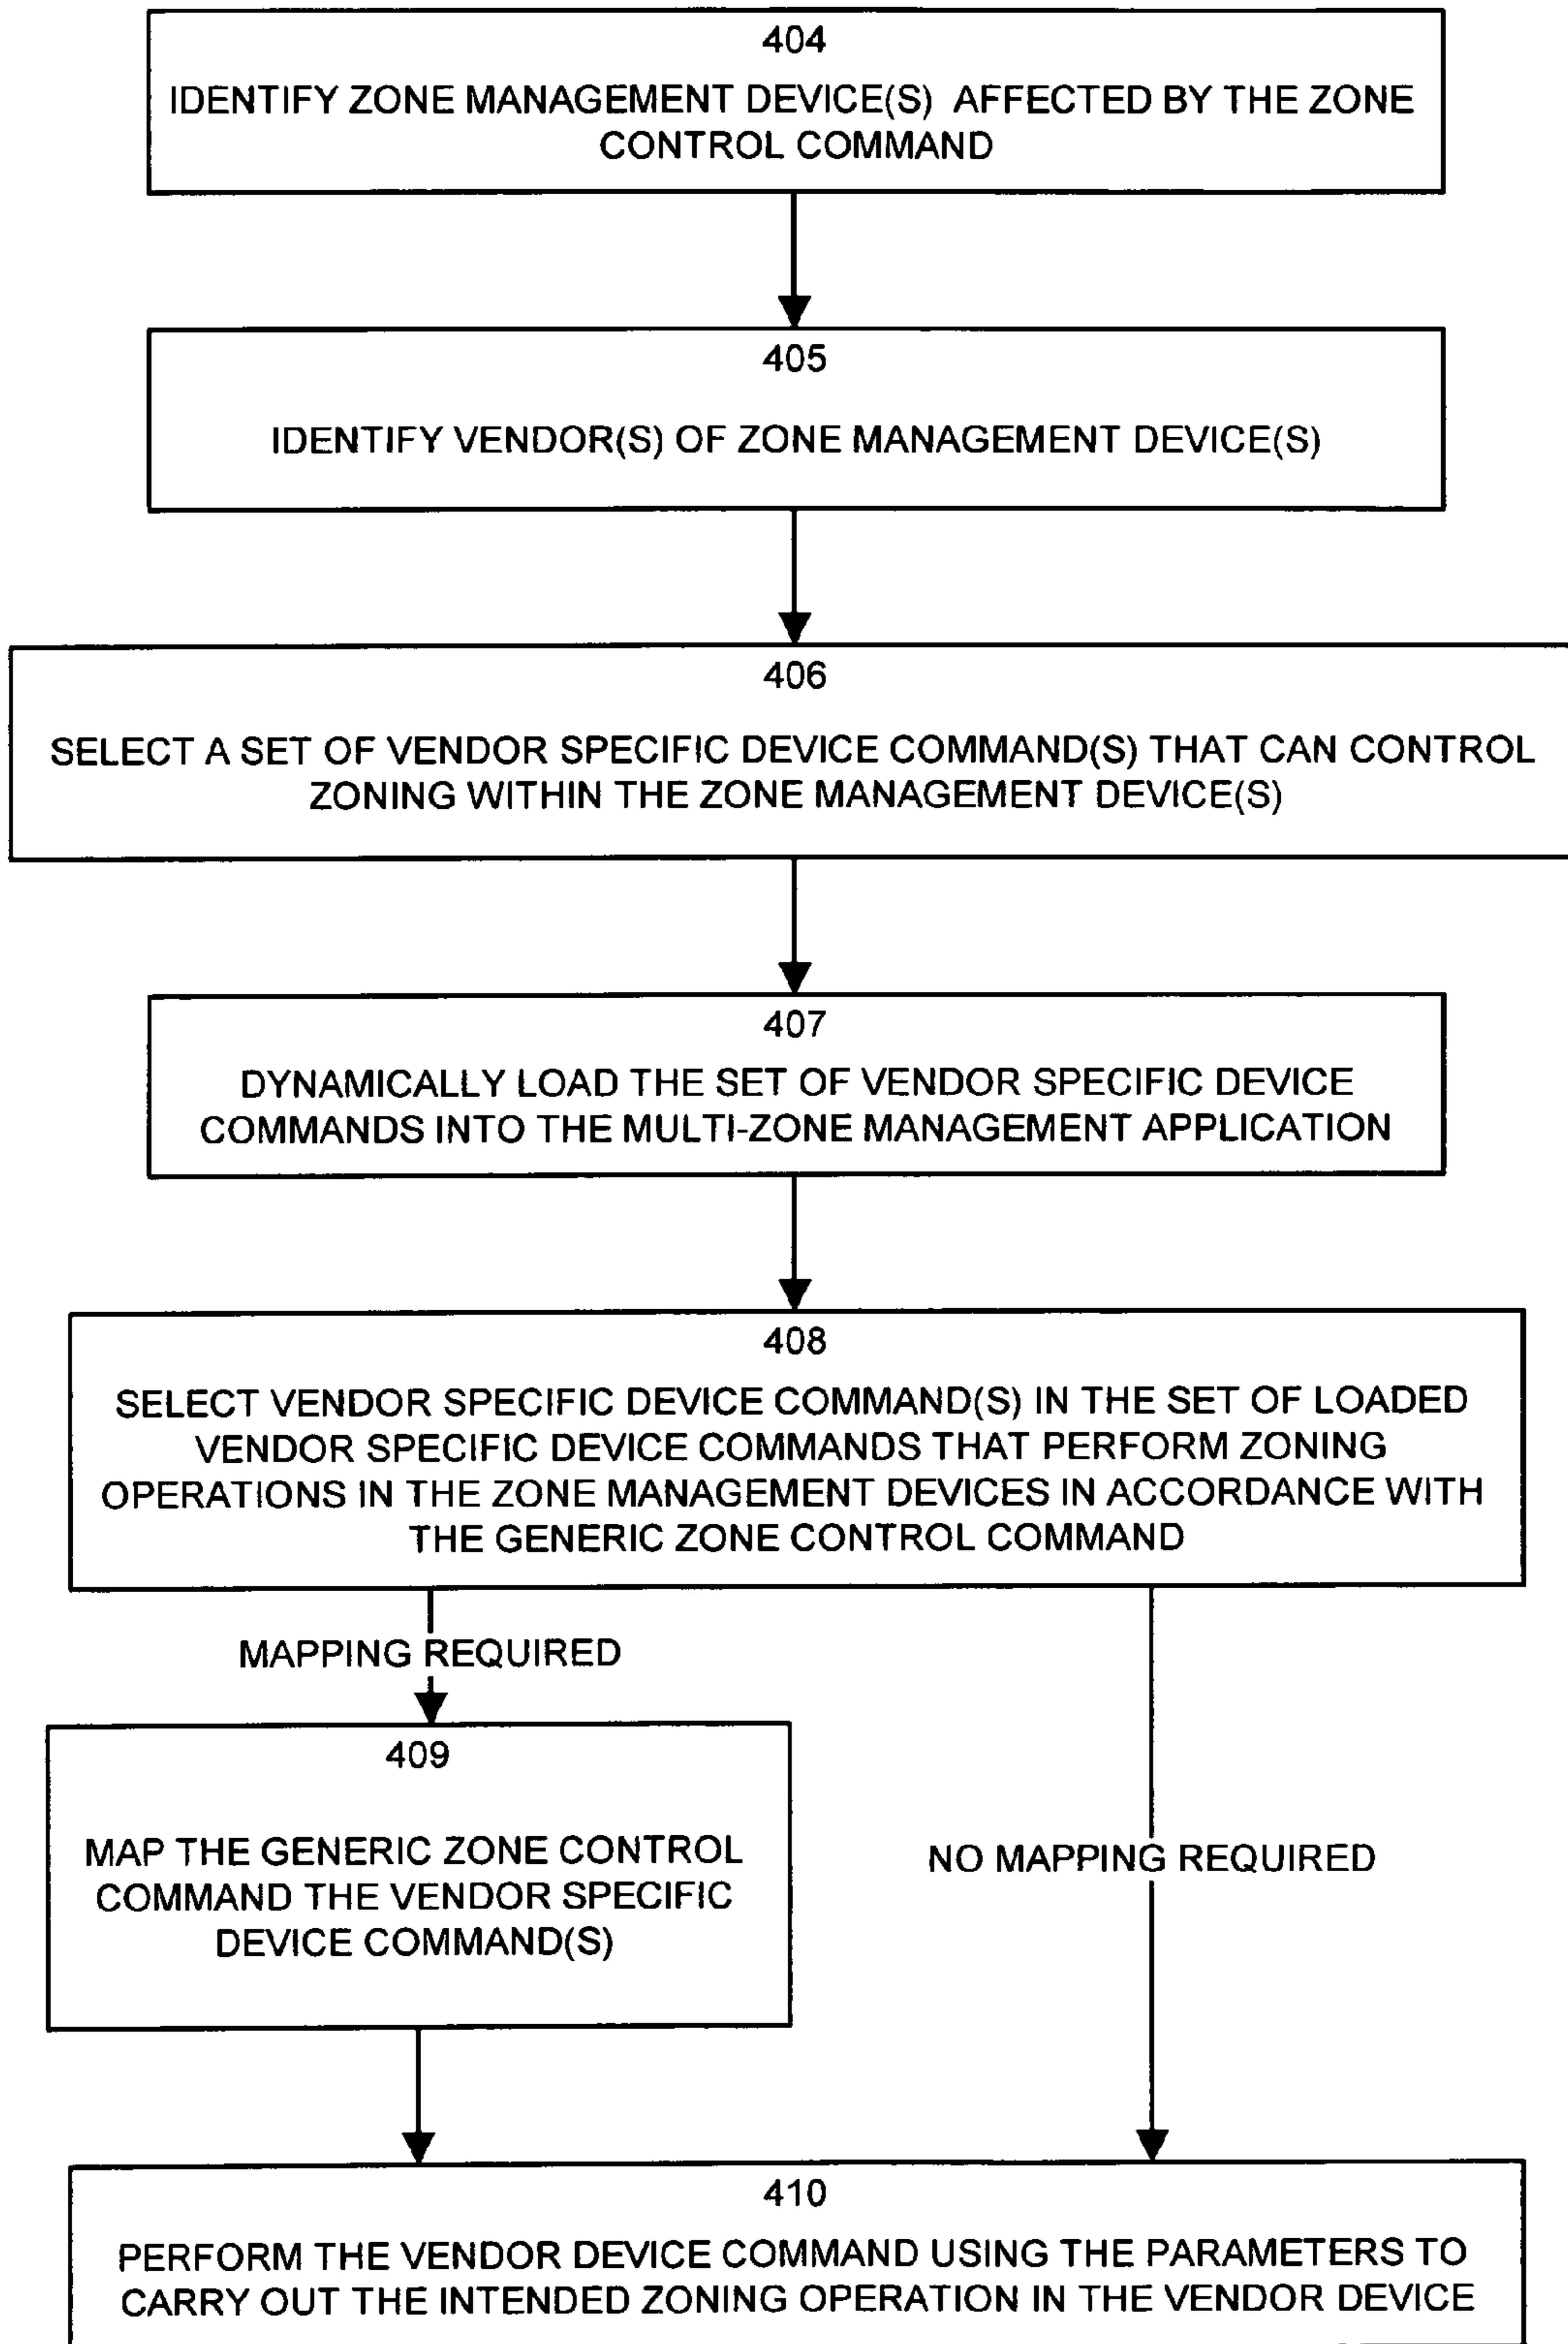 404
IDENTIFY ZONE MANAGEMENT DEVICE(S) AFFECTED BY THE ZONE
CONTROL COMMAND
405
IDENTIFY VENDOR(S) OF ZONE MANAGEMENT DEVICE(S)
406
SELECT A SET OF VENDOR SPECIFIC DEVICE COMMAND(S) THAT CAN CONTROL
ZONING WITHIN THE ZONE MANAGEMENT DEVICE(S)
407
DYNAMICALLY LOAD THE SET OF VENDOR SPECIFIC DEVICE
COMMANDS INTO THE MULTI-ZONE MANAGEMENT APPLICATION
408
SELECT VENDOR SPECIFIC DEVICE COMMAND(S) IN THE SET OF LOADED
VENDOR SPECIFIC DEVICE COMMANDS THAT PERFORM ZONING
OPERATIONS IN THE ZONE MANAGEMENT DEVICES IN ACCORDANCE WITH
THE GENERIC ZONE CONTROL COMMAND
MAPPING REQUIRED
409
MAP THE GENERIC ZONE CONTROL
COMMAND THE VENDOR SPECIFIC
DEVICE COMMAND(S)
NO MAPPING REQUIRED
410
PERFORM THE VENDOR DEVICE COMMAND USING THE PARAMETERS TO
CARRY OUT THE INTENDED ZONING OPERATION IN THE VENDOR DEVICE